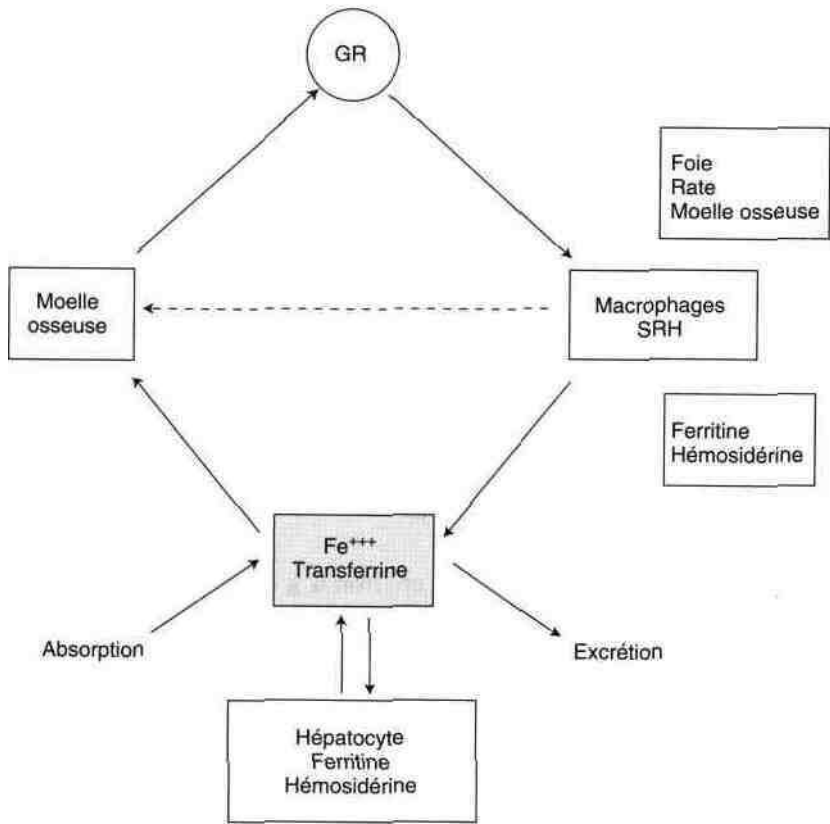 GR
Foie
Rate
Moelle osseuse
Moelle
osseuse
Macrophages
SRH
Ferritine
Hémosidérine
Fe+++
Transferrine
Absorption
Excrétion
Hépatocyte
Ferritine
Hémosidérine